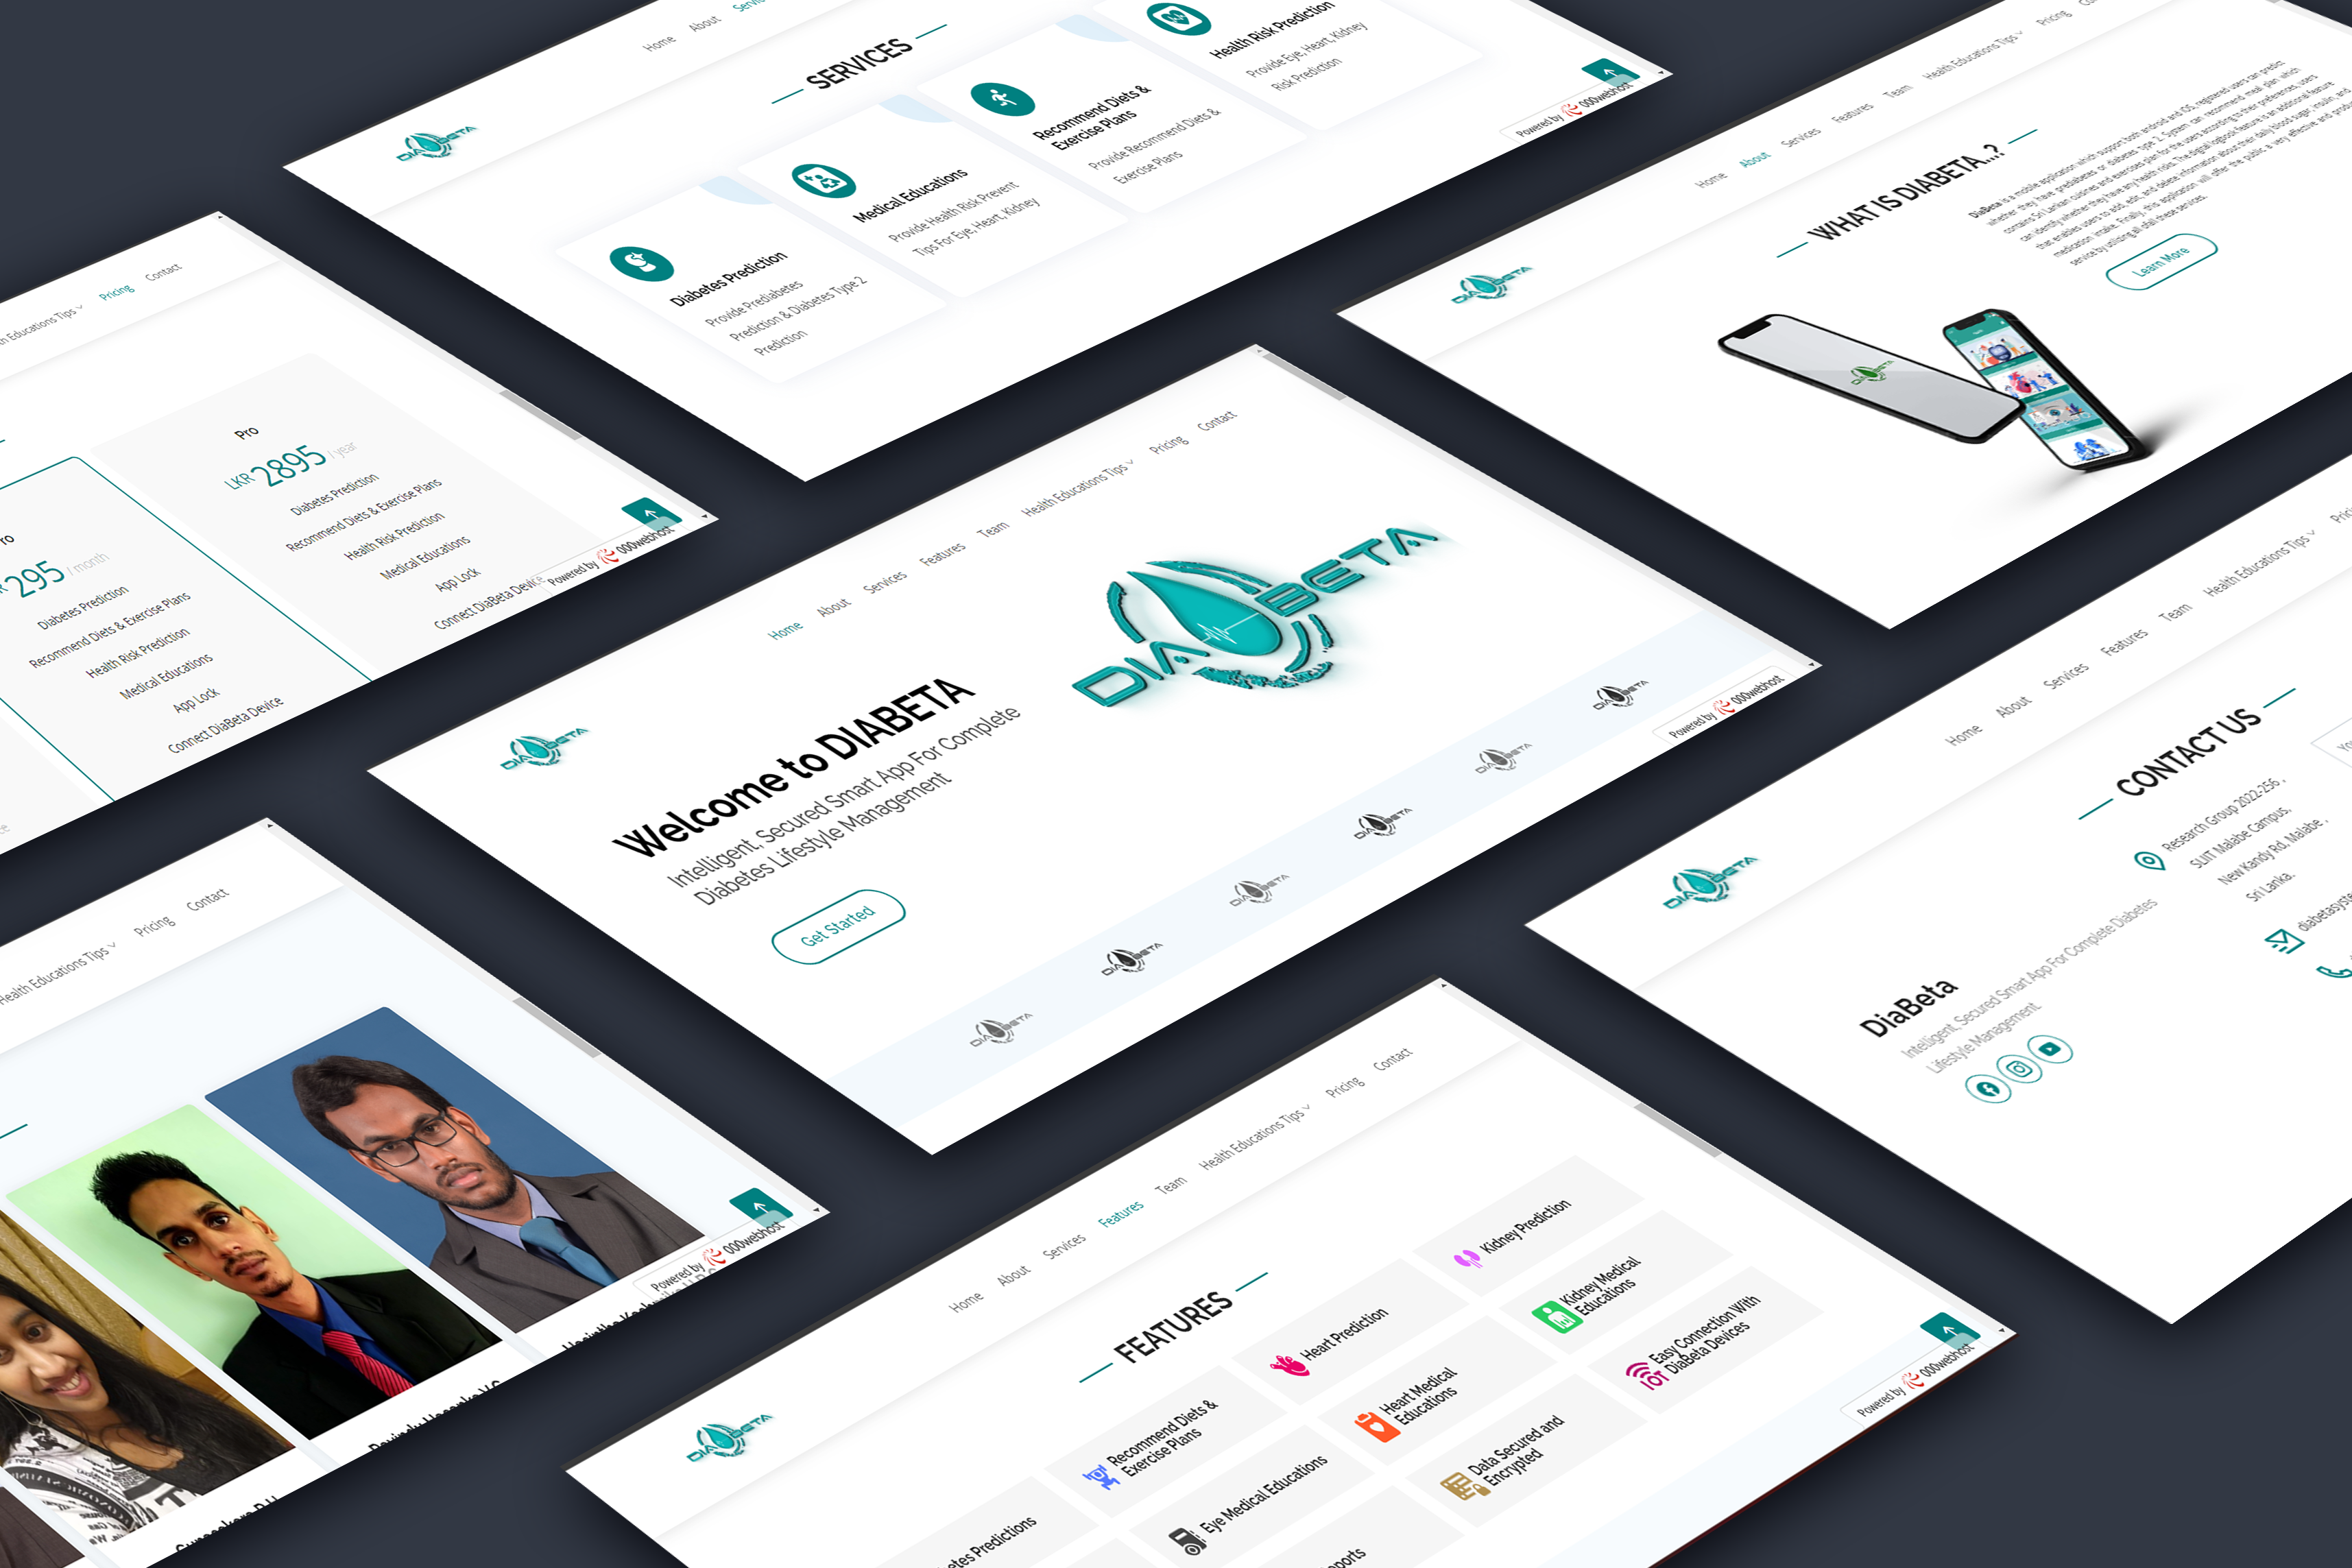 Home About Services
SERVICES
DIABETA
Diabetes Prediction
Provide Prediabetes
Prediction & Diabetes Type 2
Prediction
Medical Educations
Provide Health Risk Prevent
Tips For Eye, Heart, Kidney
Recommend Diets &
Exercise Plans
Provide Recommend Diets &
Exercise Plans
Health Risk Prediction
Provide Eye, Heart, Kidney
Risk Prediction
Powered by 000webhost
Home About Services Features Team Health Educations Tips Pricing
DIABETA
WHAT IS DIABETA...?
DiaBeta is a mobile application which support both android and iOS, registered users can predict
whether they have prediabetes or diabetes type 2. System can recommend meal plan which
contains Sri Lankan cuisines and exercises plan for the users according to their preferences. users
can identify whether they have any health risks. The digital logbook feature is an additional feature
that enables users to add, edit, and delete information about their daily blood sugar, insulin, and
medication intake. Finally, this application will offer the public a very effective and
service by utilizing all of all these services.
Learn More
Educations Tips Pricing Contact
Pro
LKR 2895 / year
Diabetes Prediction
Recommend Diets & Exercise Plans
Health Risk Prediction
Medical Educations
App Lock
Connect DiaBeta Device
295 / month
Diabetes Prediction
Recommend Diets & Exercise Plans
Health Risk Prediction
Medical Educations
App Lock
Connect DiaBeta Device
Powered by 000webhost
Home About Services Features Team Health Educations Tips Pricing Contact
DIABETA
Welcome to DIABETA
Intelligent, Secured Smart App For Complete
Diabetes Lifestyle Management
Get Started
DIABETA
DIABETA
DIABETA
DIABETA
DIABETA
DIABETA
DIABETA
Powered by 000webhost
Home About Services Features Team Health Educations Tips
DIABETA
CONTACT US
DiaBeta
Intelligent, Secured Smart App For Complete Diabetes
Lifestyle Management.
Research Group 2022-256 ,
SLIIT Malabe Campus,
New Kandy Rd, Malabe ,
Sri Lanka.
Health Educations Tips Pricing Contact
Powered by 000webhost
Home About Services Features Team Health Educations Tips Pricing Contact
DIABETA
FEATURES
Recommend Diets &
Exercise Plans
Heart Prediction
Kidney Prediction
Eye Medical Educations
Heart Medical
Educations
Kidney Medical
Educations
Data Secured and
Encrypted
Easy Connection With
DiaBeta Devices
IOT
Powered by 000webhost